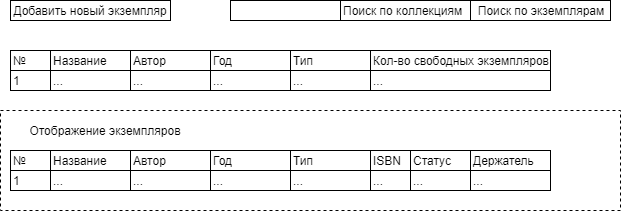 Добавить новый экземпляр Поиск по коллекциям Поиск по экземплярам
№ Название Автор Год Тип Кол-во свободных экземпляров
1 ... ... ... ... ...
Отображение экземпляров
№ Название Автор Год Тип ISBN Статус Держатель
1 ... ... ... ... ... ... ...